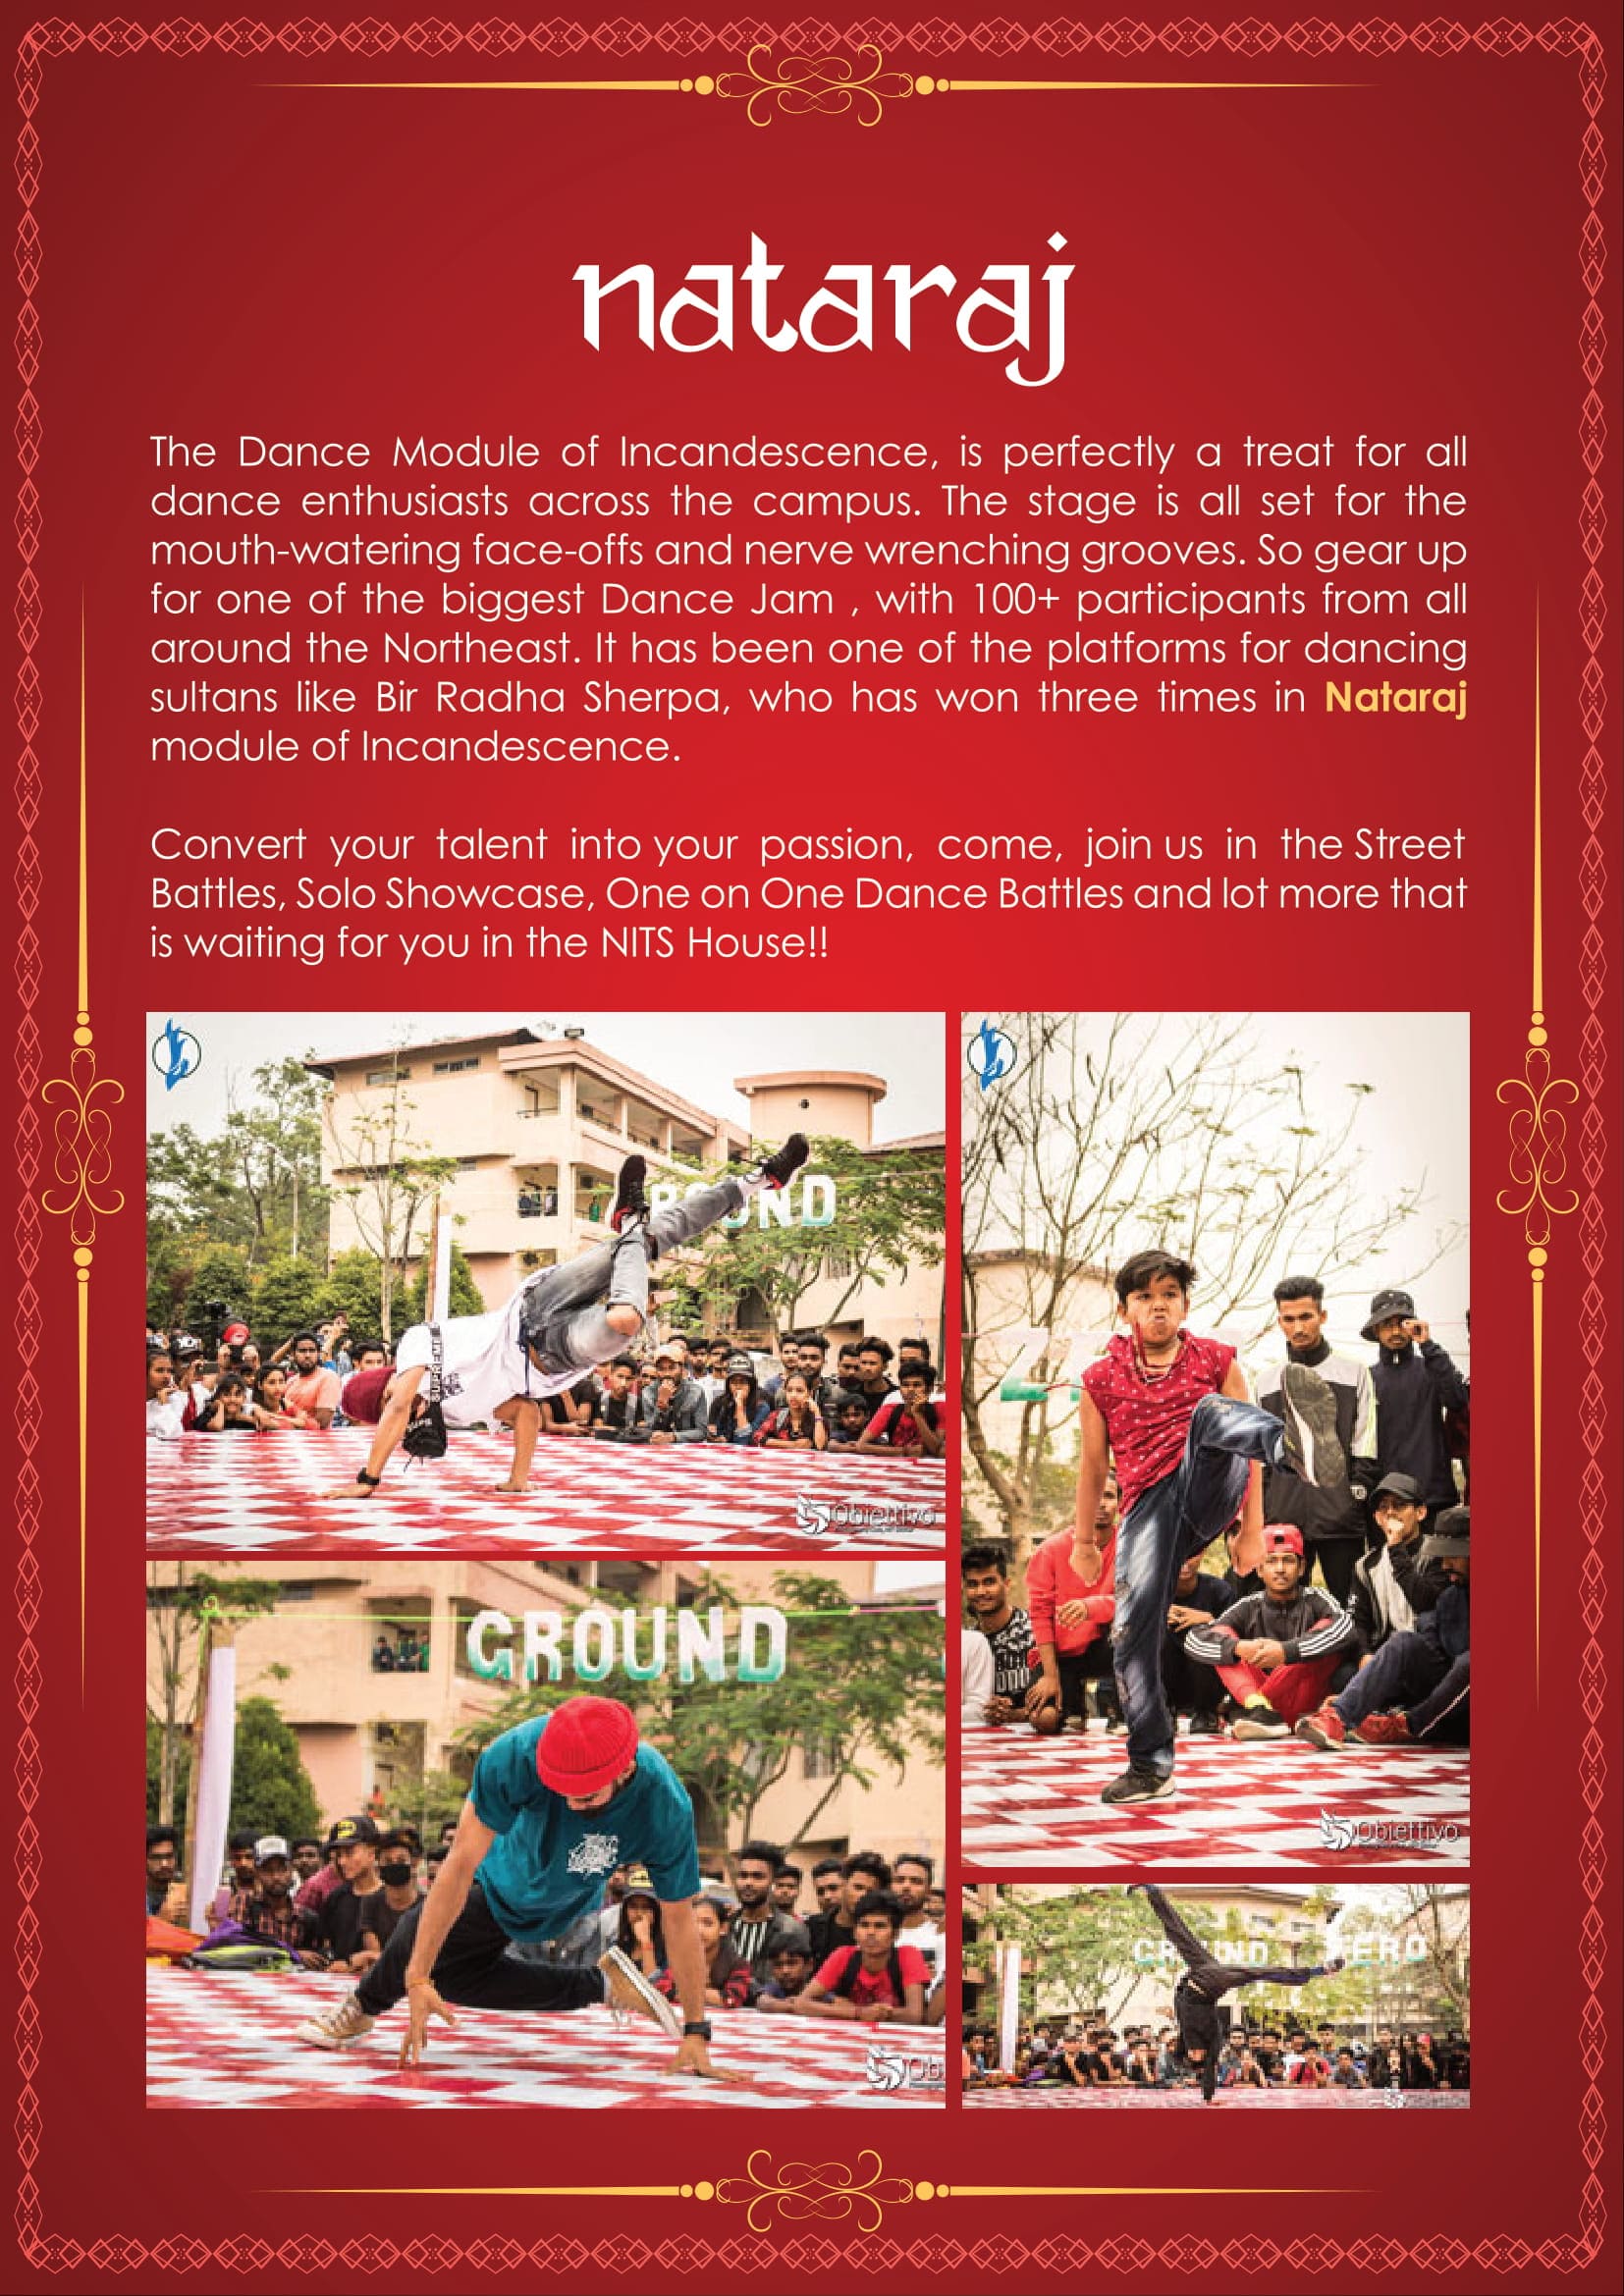 nataraj
The Dance Module of Incandescence, is perfectly a treat for all
dance enthusiasts across the campus. The stage is all set for the
mouth-watering face-offs and nerve wrenching grooves. So gear up
for one of the biggest Dance Jam , with 100+ participants from all
around the Northeast. It has been one of the platforms for dancing
sultans like Bir Radha Sherpa, who has won three times in Nataraj
module of Incandescence.
Convert your talent into your passion, come, join us in the Street
Battles, Solo Showcase, One on One Dance Battles and lot more that
is waiting for you in the NITS House!!
SUPREME
Obiettivo
GROUND
Ob
Obiettivo